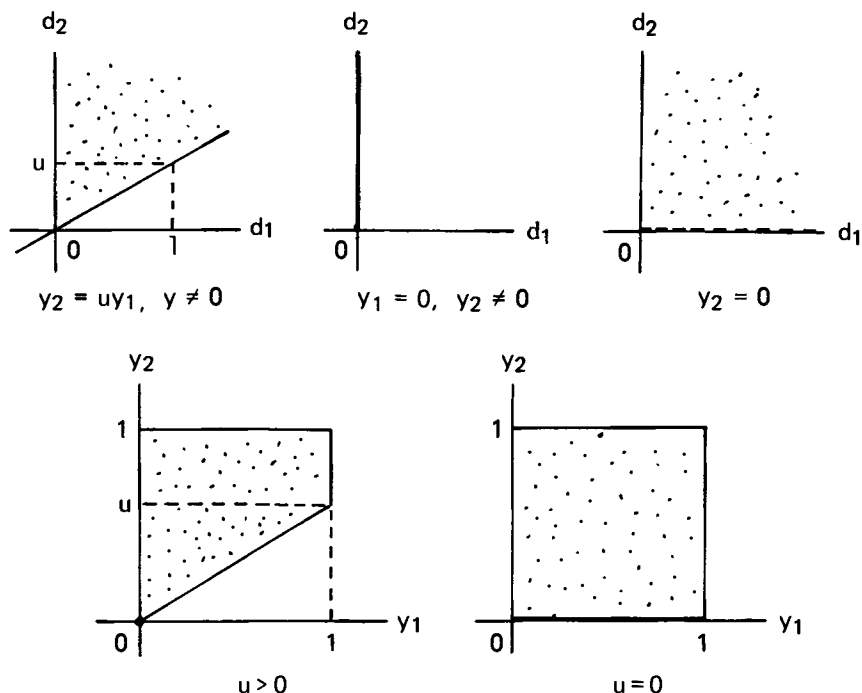 d2 d2 d2
u
0 1 d1 0 d1 0 d1
y2 = uy1, y ≠ 0 y1 = 0, y2 ≠ 0 y2 = 0
y2 y2
1 1
u
0 1 y1 0 1 y1
u > 0 u = 0